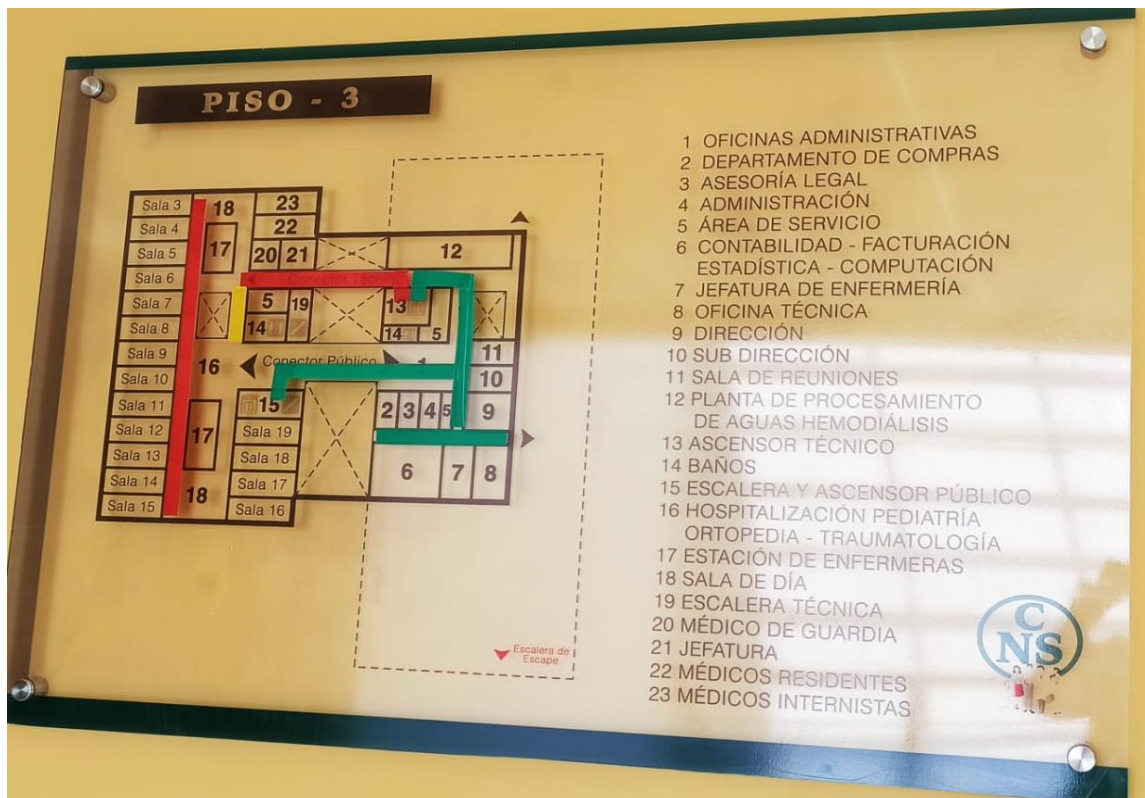 PISO - 3
Sala 3
Sala 4
Sala 5
Sala 6
Sala 7
Sala 8
Sala 9
Sala 10
Sala 11
Sala 12
Sala 13
Sala 14
Sala 15
18
17
16
17
18
23
22
20 21
5 19
14
Conector Técnico
12
13
14 5
Conector Público
1
11
10
15
Sala 19
Sala 18
Sala 17
Sala 16
2 3 4 5 9
6 7 8
Escalera de
Escape
1 OFICINAS ADMINISTRATIVAS
2 DEPARTAMENTO DE COMPRAS
3 ASESORÍA LEGAL
4 ADMINISTRACIÓN
5 ÁREA DE SERVICIO
6 CONTABILIDAD - FACTURACIÓN
ESTADÍSTICA - COMPUTACIÓN
7 JEFATURA DE ENFERMERÍA
8 OFICINA TÉCNICA
9 DIRECCIÓN
10 SUB DIRECCIÓN
11 SALA DE REUNIONES
12 PLANTA DE PROCESAMIENTO
DE AGUAS HEMODIÁLISIS
13 ASCENSOR TÉCNICO
14 BAÑOS
15 ESCALERA Y ASCENSOR PÚBLICO
16 HOSPITALIZACIÓN PEDIATRÍA
ORTOPEDIA - TRAUMATOLOGÍA
17 ESTACIÓN DE ENFERMERAS
18 SALA DE DÍA
19 ESCALERA TÉCNICA
20 MÉDICO DE GUARDIA
21 JEFATURA
22 MÉDICOS RESIDENTES
23 MÉDICOS INTERNISTAS
C
NS